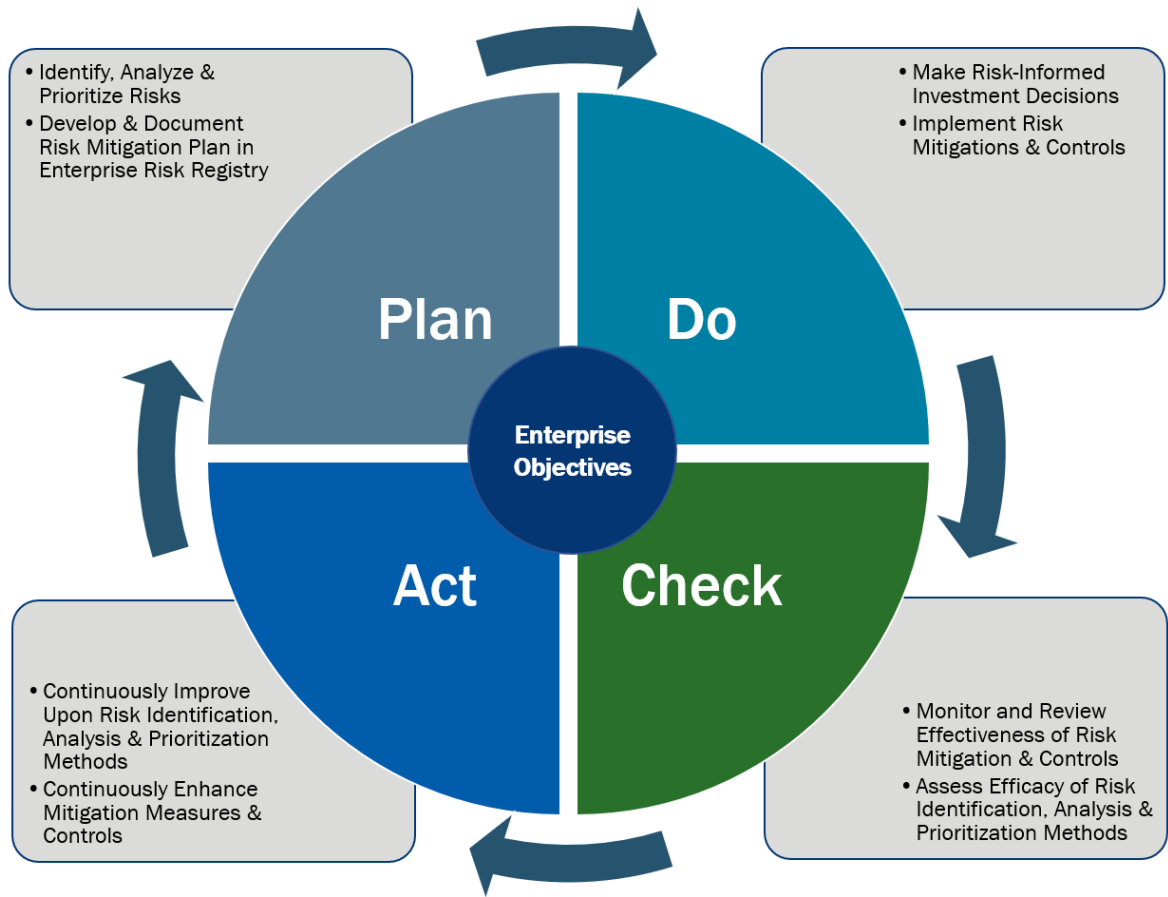 • Identify, Analyze &
Prioritize Risks
• Develop & Document
Risk Mitigation Plan in
Enterprise Risk Registry
• Make Risk-Informed
Investment Decisions
• Implement Risk
Mitigations & Controls
Plan
Do
Enterprise
Objectives
Act
Check
• Continuously Improve
Upon Risk Identification,
Analysis & Prioritization
Methods
• Continuously Enhance
Mitigation Measures &
Controls
• Monitor and Review
Effectiveness of Risk
Mitigation & Controls
• Assess Efficacy of Risk
Identification, Analysis &
Prioritization Methods